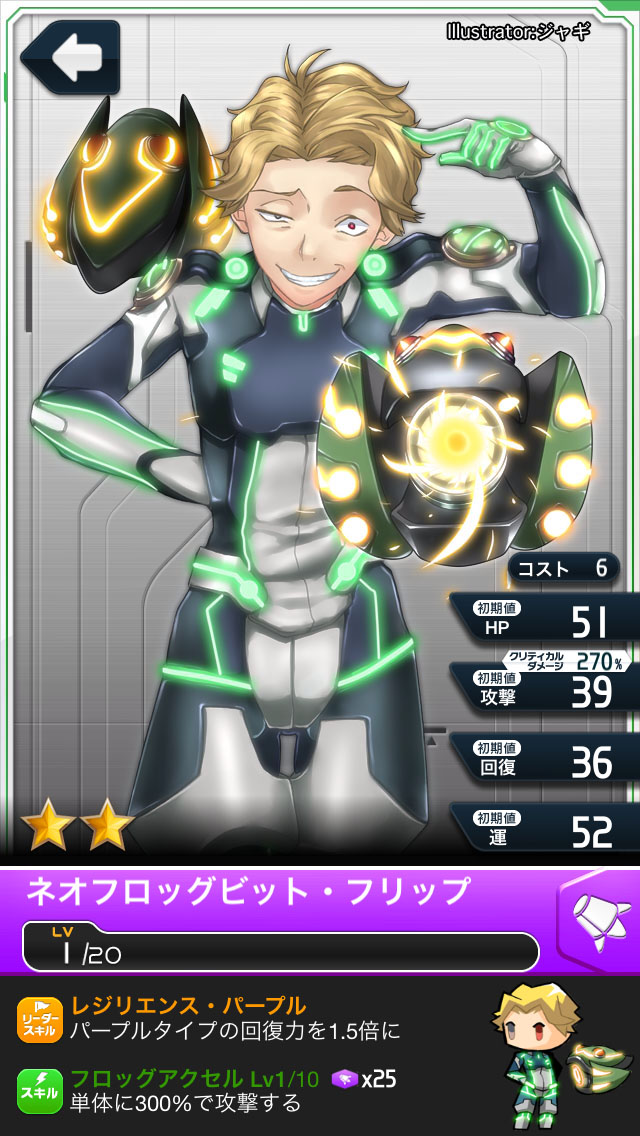 Illustrator:ジャギ
コスト 6
初期値
HP 51
クリティカル
ダメージ 270%
初期値
攻撃 39
初期値
回復 36
初期値
運 52
ネオフロッグビット・フリップ
LV
1/20
リーダー
スキル
レジリエンス・パープル
パープルタイプの回復力を1.5倍に
スキル
フロッグアクセル Lv1/10 x25
単体に300%で攻撃する